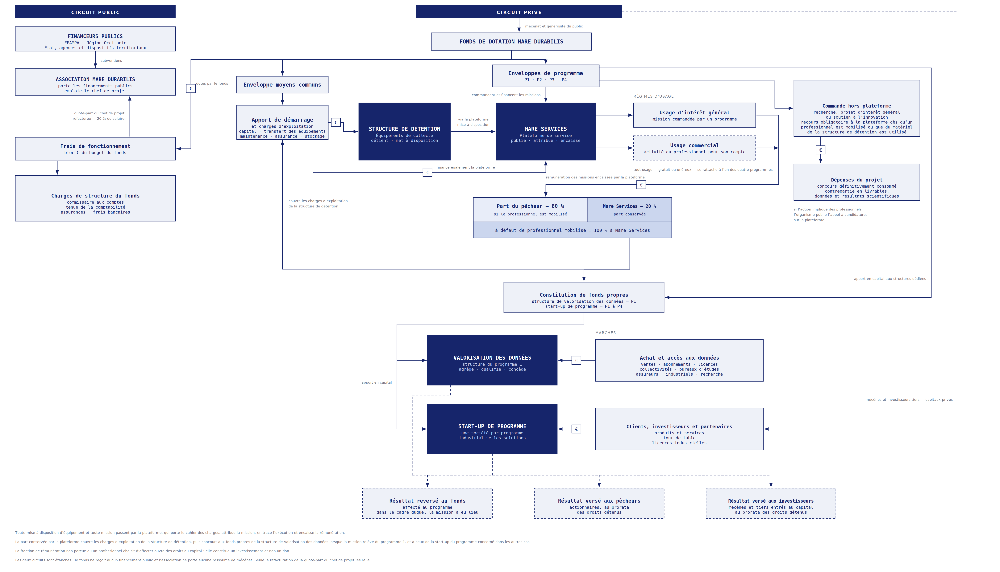 CIRCUIT PUBLIC
CIRCUIT PRIVÉ
mécénat et générosité du public
FINANCEURS PUBLICS
FEAMPA · Région Occitanie
État, agences et dispositifs territoriaux
FONDS DE DOTATION MARE DURABILIS
subventions
ASSOCIATION MARE DURABILIS
porte les financements publics
emploie le chef de projet
€
dotés par le fonds
Enveloppe moyens communs
Enveloppes de programme
P1 · P2 · P3 · P4
commandent et financent les missions
RÉGIMES D’USAGE
quote-part du chef de projet
refacturée — 20 % du salaire
Apport de démarrage
et charges d’exploitation
capital · transfert des équipements
maintenance · assurance · stockage
€
STRUCTURE DE DÉTENTION
Équipements de collecte
détient · met à disposition
via la plateforme
mise à disposition
MARE SERVICES
Plateforme de service
publie · attribue · encaisse
Usage d’intérêt général
mission commandée par un programme
Usage commercial
activité du professionnel pour son compte
Commande hors plateforme
recherche, projet d’intérêt général
ou soutien à l’innovation
recours obligatoire à la plateforme dès qu’un
professionnel est mobilisé ou que du matériel
de la structure de détention est utilisé
€
Frais de fonctionnement
bloc C du budget du fonds
finance également la plateforme
€
tout usage — gratuit ou onéreux — se rattache à l’un des quatre programmes
rémunération des missions encaissée par la plateforme
€
Dépenses du projet
concours définitivement consommé
contrepartie en livrables,
données et résultats scientifiques
Charges de structure du fonds
commissaire aux comptes
tenue de la comptabilité
assurances · frais bancaires
couvre les charges d’exploitation
de la structure de détention
Part du pêcheur — 80 %
si le professionnel est mobilisé
Mare Services — 20 %
part conservée
à défaut de professionnel mobilisé : 100 % à Mare Services
si l’action implique des professionnels,
l’organisme publie l’appel à candidatures
sur la plateforme
apport en capital aux structures dédiées
Constitution de fonds propres
structure de valorisation des données — P1
start-up de programme — P1 à P4
MARCHÉS
VALORISATION DES DONNÉES
structure du programme 1
agrège · qualifie · concède
€
Achat et accès aux données
ventes · abonnements · licences
collectivités · bureaux d’études
assureurs · industriels · recherche
apport en capital
mécènes et investisseurs tiers — capitaux privés
START-UP DE PROGRAMME
une société par programme
industrialise les solutions
€
Clients, investisseurs et partenaires
produits et services
tour de table
licences industrielles
Résultat reversé au fonds
affecté au programme
dans le cadre duquel la mission a eu lieu
Résultat versé aux pêcheurs
actionnaires, au prorata
des droits détenus
Résultat versé aux investisseurs
mécènes et tiers entrés au capital
au prorata des droits détenus
Toute mise à disposition d’équipement et toute mission passent par la plateforme, qui porte le cahier des charges, attribue la mission, en trace l’exécution et encaisse la rémunération.
La part conservée par la plateforme couvre les charges d’exploitation de la structure de détention, puis concourt aux fonds propres de la structure de valorisation des données lorsque la mission relève du programme 1, et à ceux de la start-up du programme concerné dans les autres cas.
La fraction de rémunération non perçue qu’un professionnel choisit d’affecter ouvre des droits au capital : elle constitue un investissement et non un don.
Les deux circuits sont étanches : le fonds ne reçoit aucun financement public et l’association ne porte aucune ressource de mécénat. Seule la refacturation de la quote-part du chef de projet les relie.